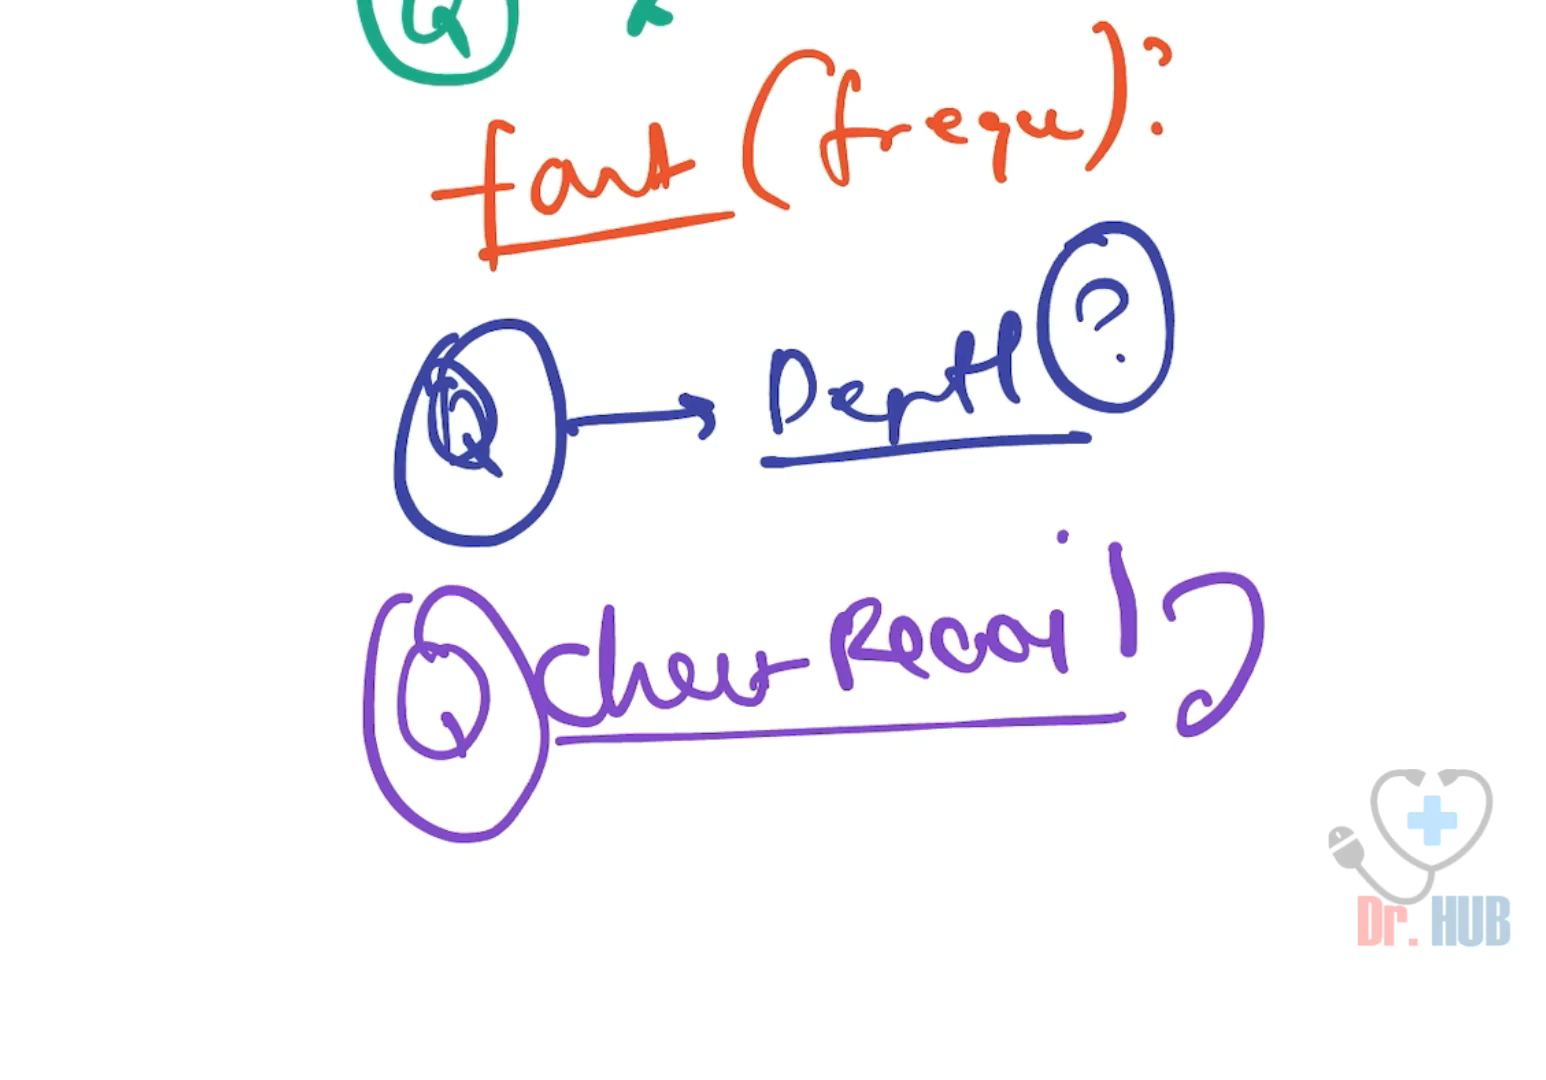 Q
fast (frequ)?
Q → Depth ?
Q Chest Recoil ?
Dr. HUB